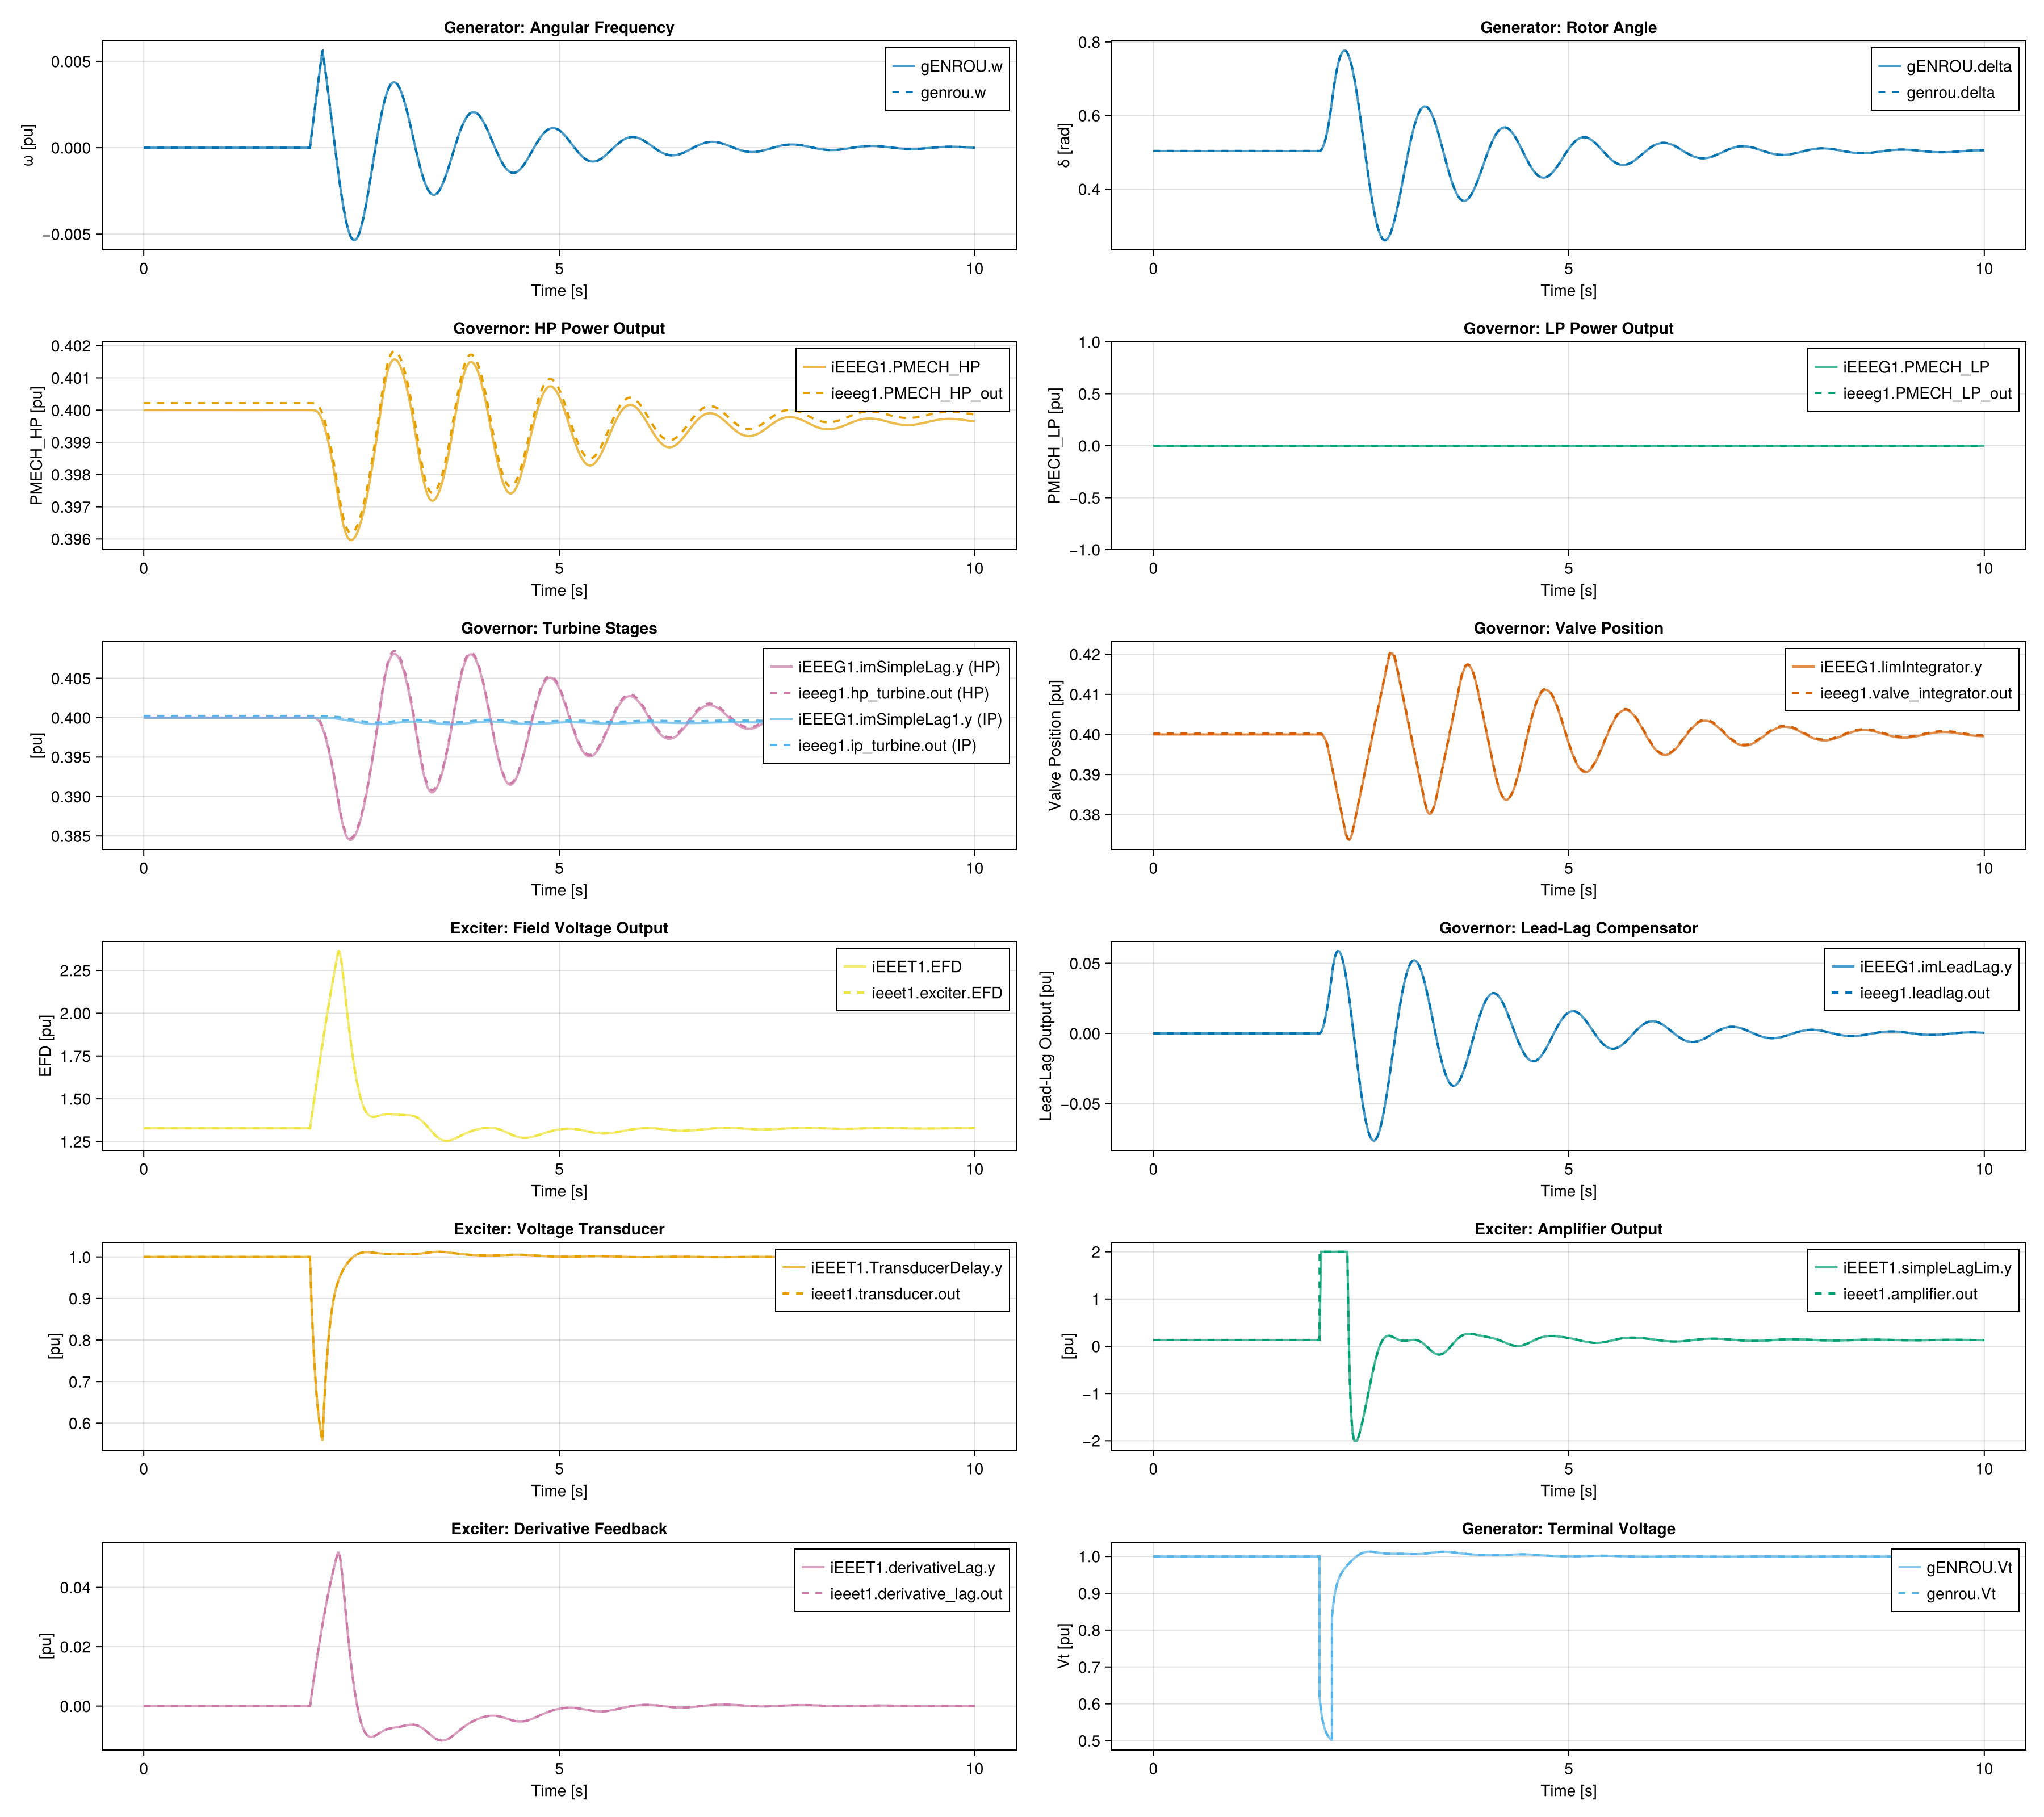 Generator: Angular Frequency
0.005
0.000
−0.005
ω [pu]
gENROU.w
genrou.w
0
5
10
Time [s]
Generator: Rotor Angle
0.8
0.6
0.4
δ [rad]
gENROU.delta
genrou.delta
0
5
10
Time [s]
Governor: HP Power Output
0.402
0.401
0.400
0.399
0.398
0.397
0.396
PMECH_HP [pu]
iEEEG1.PMECH_HP
ieeeg1.PMECH_HP_out
0
5
10
Time [s]
Governor: LP Power Output
1.0
0.5
0.0
−0.5
−1.0
PMECH_LP [pu]
iEEEG1.PMECH_LP
ieeeg1.PMECH_LP_out
0
5
10
Time [s]
Governor: Turbine Stages
0.405
0.400
0.395
0.390
0.385
[pu]
iEEEG1.imSimpleLag.y (HP)
ieeeg1.hp_turbine.out (HP)
iEEEG1.imSimpleLag1.y (IP)
ieeeg1.ip_turbine.out (IP)
0
5
10
Time [s]
Governor: Valve Position
0.42
0.41
0.40
0.39
0.38
Valve Position [pu]
iEEEG1.limIntegrator.y
ieeeg1.valve_integrator.out
0
5
10
Time [s]
Exciter: Field Voltage Output
2.25
2.00
1.75
1.50
1.25
EFD [pu]
iEEET1.EFD
ieeet1.exciter.EFD
0
5
10
Time [s]
Governor: Lead-Lag Compensator
0.05
0.00
−0.05
Lead-Lag Output [pu]
iEEEG1.imLeadLag.y
ieeeg1.leadlag.out
0
5
10
Time [s]
Exciter: Voltage Transducer
1.0
0.9
0.8
0.7
0.6
[pu]
iEEET1.TransducerDelay.y
ieeet1.transducer.out
0
5
10
Time [s]
Exciter: Amplifier Output
2
1
0
−1
−2
[pu]
iEEET1.simpleLagLim.y
ieeet1.amplifier.out
0
5
10
Time [s]
Exciter: Derivative Feedback
0.04
0.02
0.00
[pu]
iEEET1.derivativeLag.y
ieeet1.derivative_lag.out
0
5
10
Time [s]
Generator: Terminal Voltage
1.0
0.9
0.8
0.7
0.6
0.5
Vt [pu]
gENROU.Vt
genrou.Vt
0
5
10
Time [s]